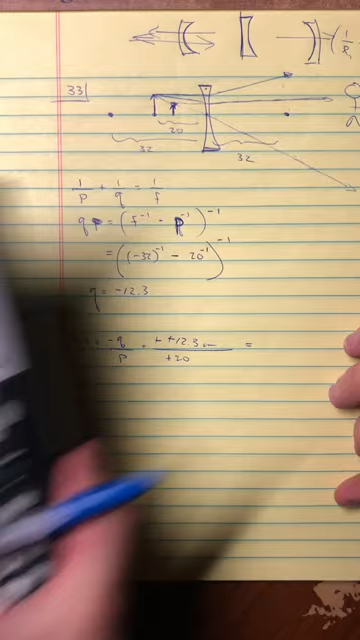 33
20
32
32
1/p + 1/q = 1/f
q = (f⁻¹ - p⁻¹)⁻¹
= ((-32)⁻¹ - 20⁻¹)⁻¹
q = -12.3
= -q/p = ++12.3cm/+20 =